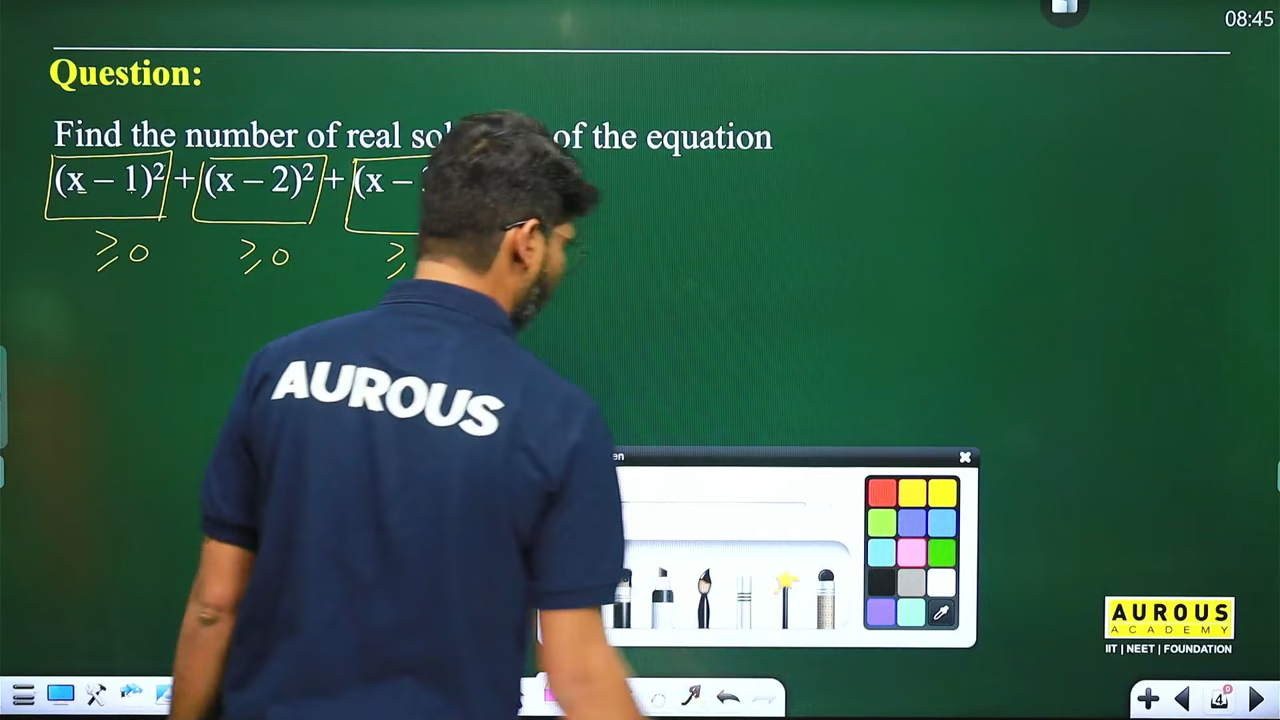 08:45
Question:
Find the number of real of the equation
(x – 1)² + (x – 2)² + (x –
≥0 ≥0 ≥
AUROUS
4
AUROUS
ACADEMY
IIT | NEET | FOUNDATION